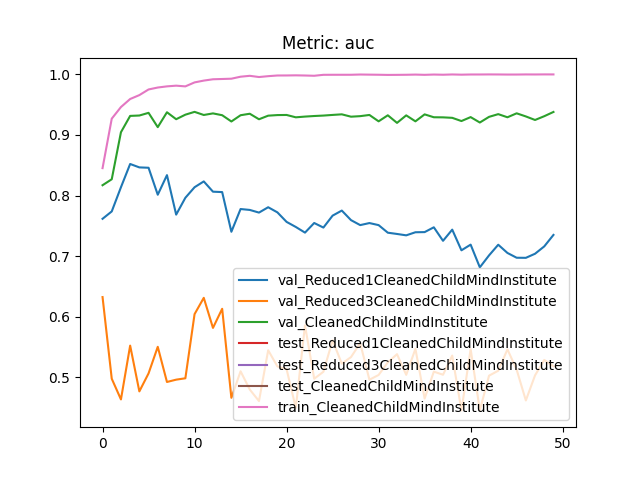 Metric: auc
1.0
0.9
0.8
0.7
0.6
0.5
val_Reduced1CleanedChildMindInstitute
val_Reduced3CleanedChildMindInstitute
val_CleanedChildMindInstitute
test_Reduced1CleanedChildMindInstitute
test_Reduced3CleanedChildMindInstitute
test_CleanedChildMindInstitute
train_CleanedChildMindInstitute
0 10 20 30 40 50